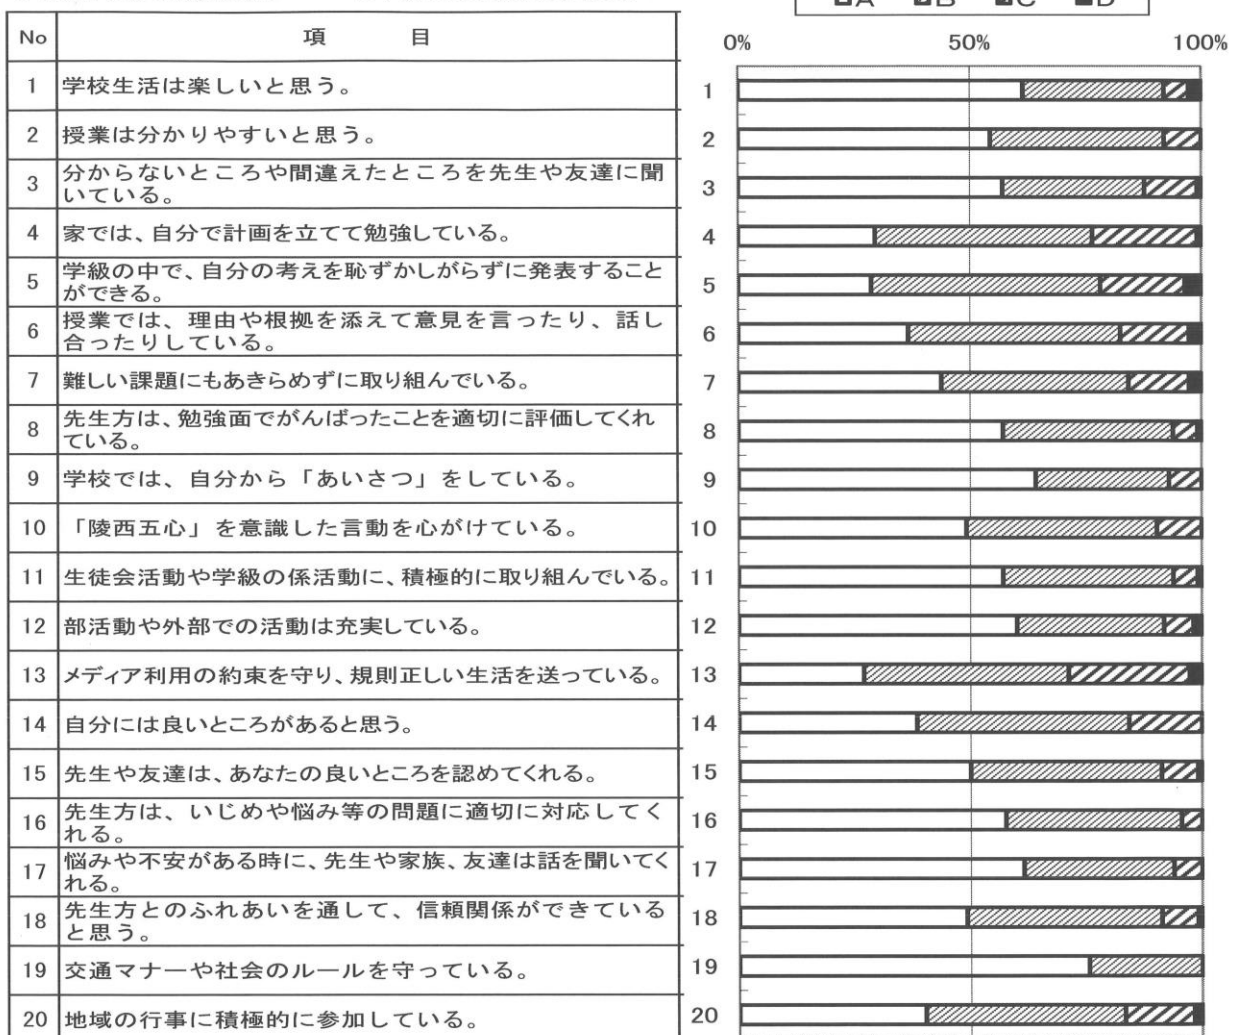 A B C D
No 項 目
0% 50% 100%
1 学校生活は楽しいと思う。
2 授業は分かりやすいと思う。
3 分からないところや間違えたところを先生や友達に聞
いている。
4 家では、自分で計画を立てて勉強している。
5 学級の中で、自分の考えを恥ずかしがらずに発表すること
ができる。
6 授業では、理由や根拠を添えて意見を言ったり、話し
合ったりしている。
7 難しい課題にもあきらめずに取り組んでいる。
8 先生方は、勉強面でがんばったことを適切に評価してくれ
ている。
9 学校では、自分から「あいさつ」をしている。
10 「陵西五心」を意識した言動を心がけている。
11 生徒会活動や学級の係活動に、積極的に取り組んでいる。
12 部活動や外部での活動は充実している。
13 メディア利用の約束を守り、規則正しい生活を送っている。
14 自分には良いところがあると思う。
15 先生や友達は、あなたの良いところを認めてくれる。
16 先生方は、いじめや悩み等の問題に適切に対応してく
れる。
17 悩みや不安がある時に、先生や家族、友達は話を聞いてく
れる。
18 先生方とのふれあいを通して、信頼関係ができている
と思う。
19 交通マナーや社会のルールを守っている。
20 地域の行事に積極的に参加している。
1
2
3
4
5
6
7
8
9
10
11
12
13
14
15
16
17
18
19
20